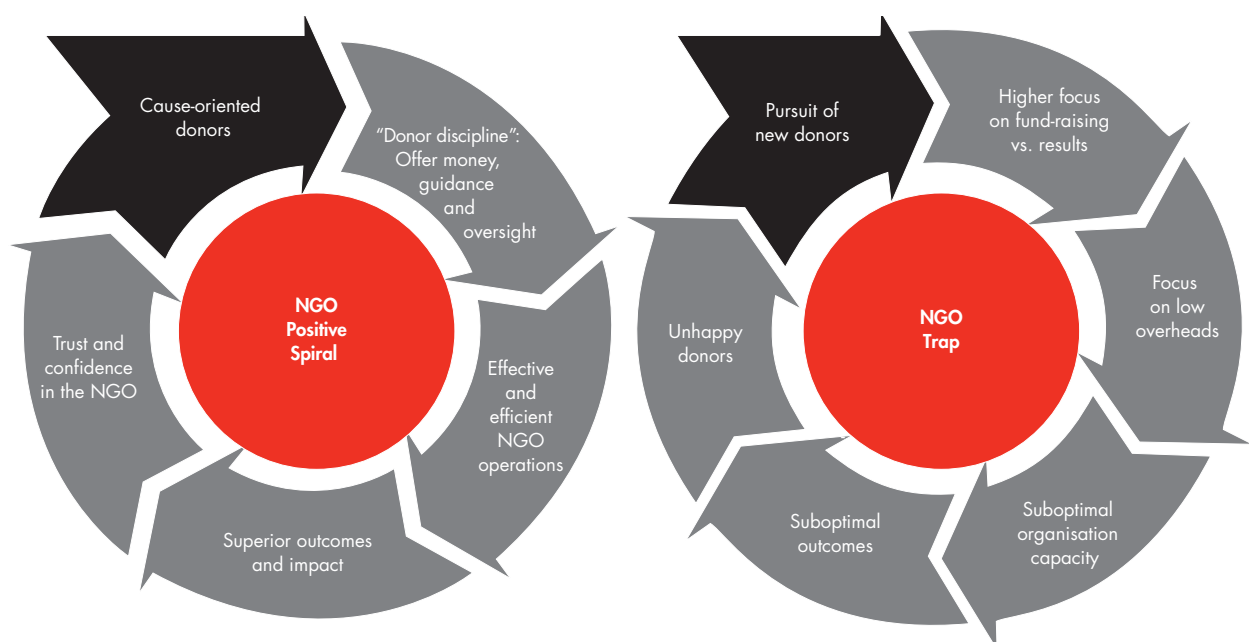 Cause-oriented
donors
"Donor discipline":
Offer money,
guidance
and
oversight
Effective
and
efficient
NGO
operations
Superior outcomes
and impact
Trust and
confidence
in the NGO
NGO
Positive
Spiral
Pursuit of
new donors
Higher focus
on fund-raising
vs. results
Focus
on low
overheads
Suboptimal
organisation
capacity
Suboptimal
outcomes
Unhappy
donors
NGO
Trap